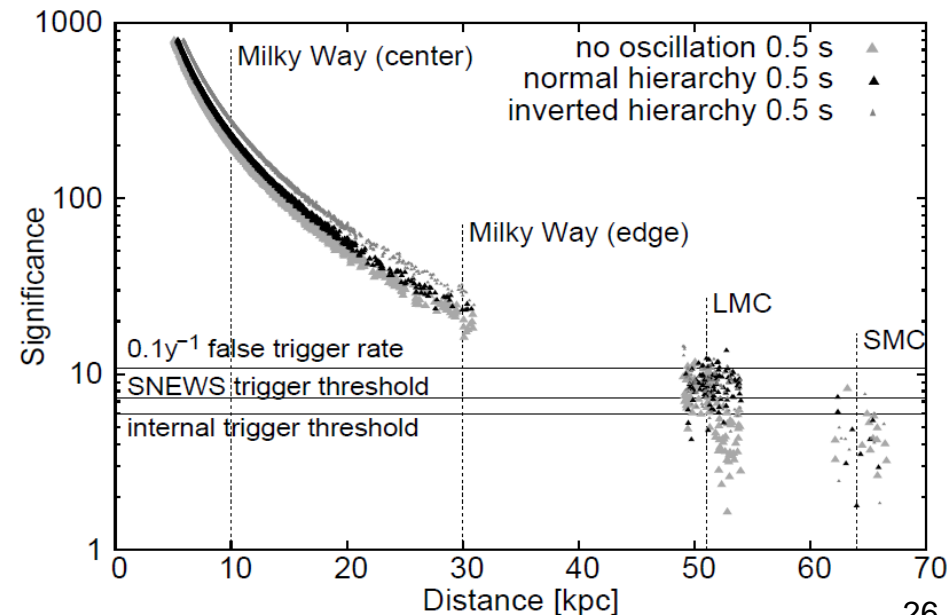 1000
Milky Way (center)
no oscillation 0.5 s
normal hierarchy 0.5 s
inverted hierarchy 0.5 s
100
Milky Way (edge)
Significance
LMC
SMC
0.1y⁻¹ false trigger rate
10
SNEWS trigger threshold
internal trigger threshold
1
0 10 20 30 40 50 60 70
Distance [kpc]
26